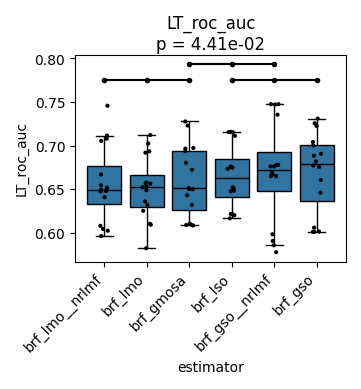 LT_roc_auc
p = 4.41e-02
0.80
0.75
0.70
0.65
0.60
LT_roc_auc
brf_lmo__nrlmf
brf_lmo
brf_gmosa
brf_lso
brf_gso__nrlmf
brf_gso
estimator